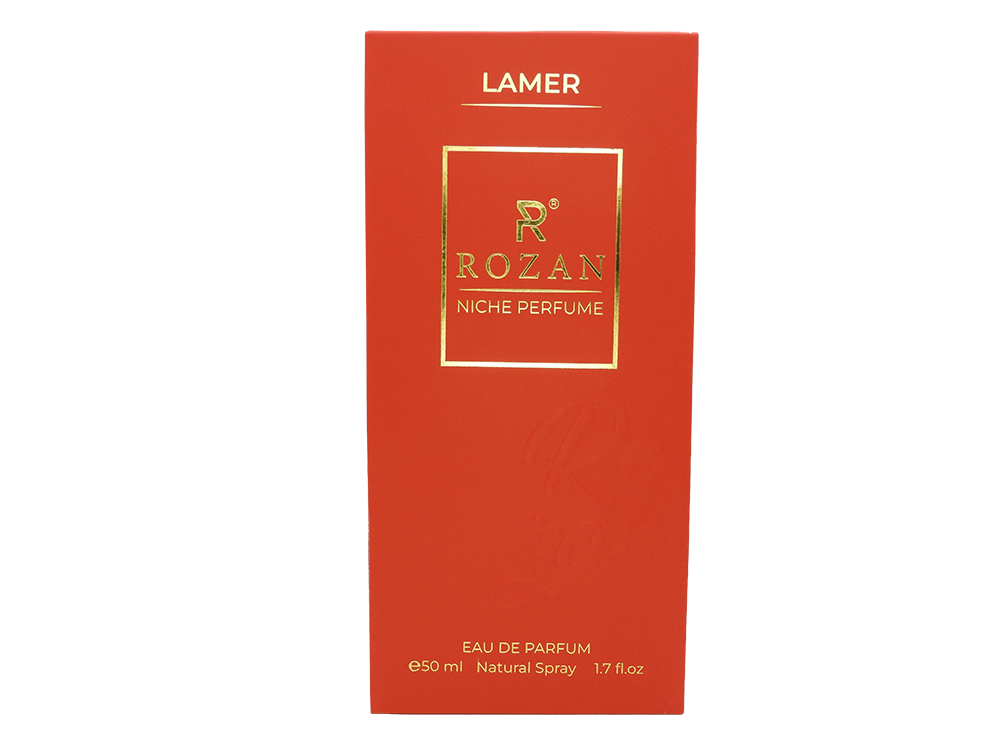 LAMER
R®
ROZAN
NICHE PERFUME
EAU DE PARFUM
℮50 ml Natural Spray 1.7 fl.oz